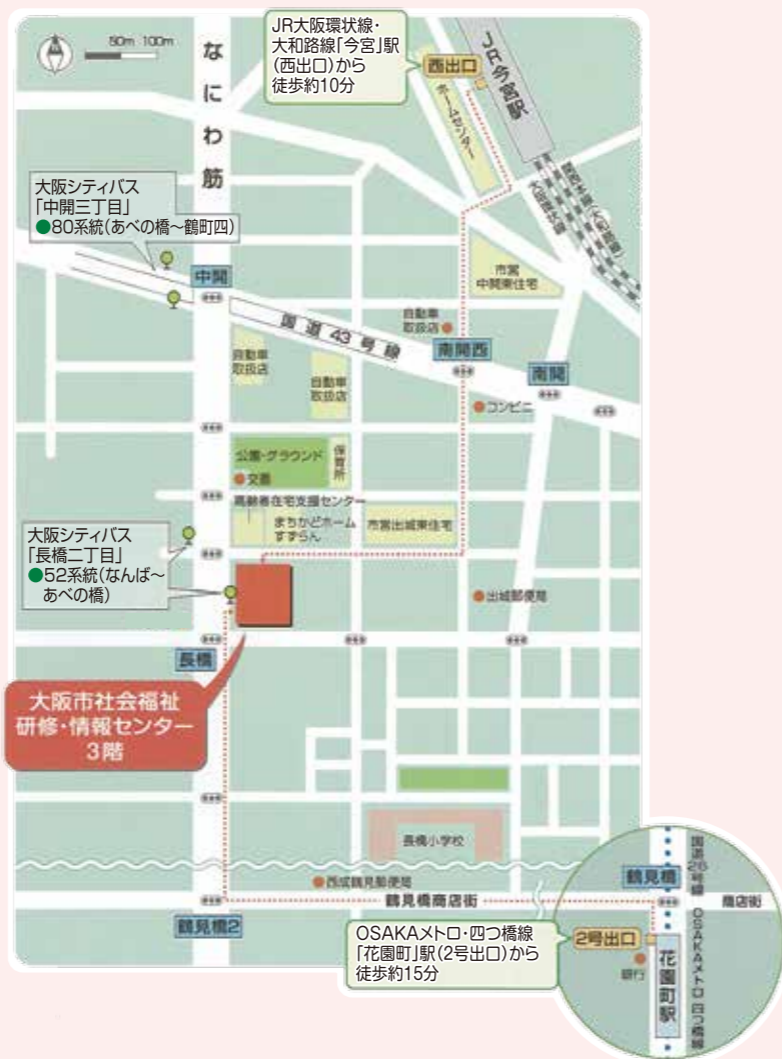 50m 100m
なにわ筋
JR大阪環状線・
大和路線「今宮」駅
(西出口)から
徒歩約10分
西出口
JR今宮駅
ホームセンター
大阪環状線
大阪シティバス
「中開三丁目」
●80系統(あべの橋〜鶴町四)
中開
国道43号線
市営
中開東住宅
自動車
取扱店
南開西
南開
自動車
取扱店
自動車
取扱店
コンビニ
公園・グラウンド
保育所
交番
高齢者在宅支援センター
まちかどホーム
すずらん
市営出城東住宅
大阪シティバス
「長橋二丁目」
●52系統(なんば〜
あべの橋)
出城郵便局
長橋
大阪市社会福祉
研修・情報センター
3階
長橋小学校
西成鶴見郵便局
鶴見橋商店街
鶴見橋2
鶴見橋
国道26号線
商店街
OSAKAメトロ・四つ橋線
「花園町」駅(2号出口)から
徒歩約15分
2号出口
銀行
花園町駅
OSAKAメトロ 四つ橋線